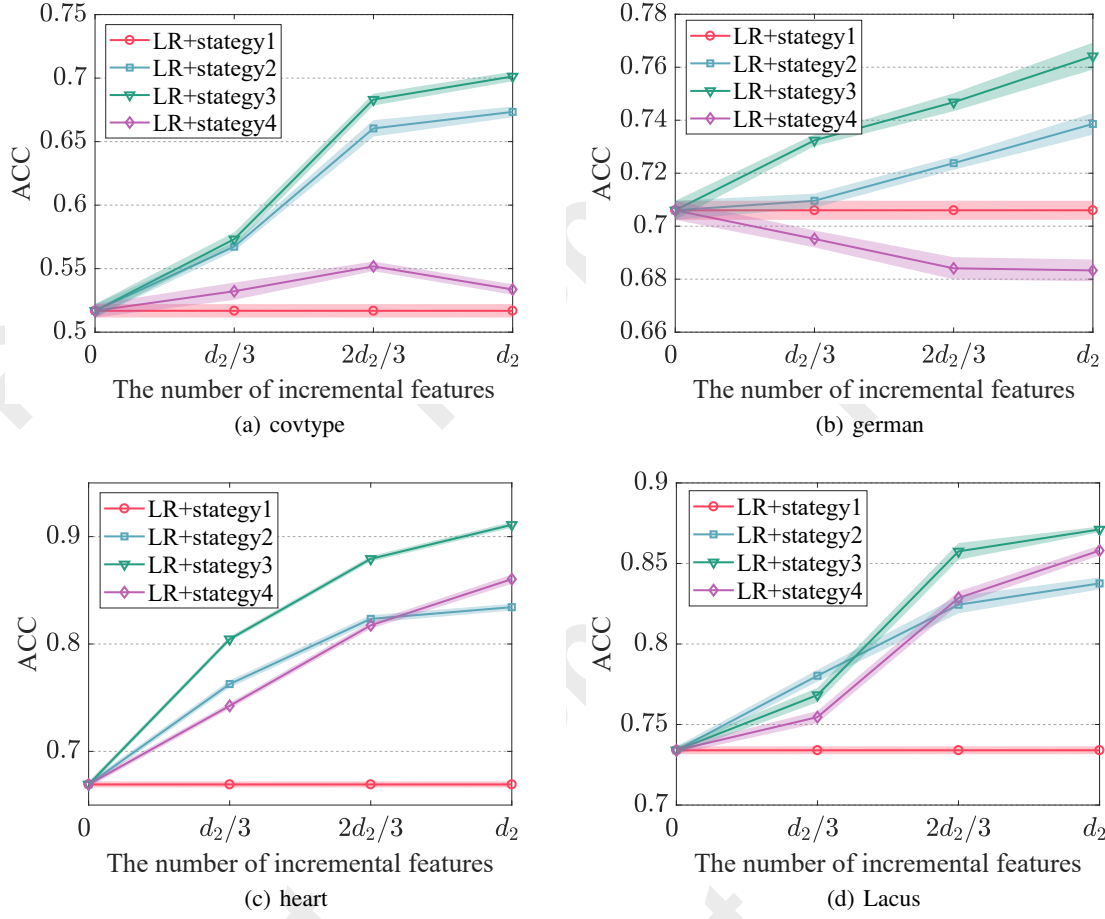 0.75
0.7
0.65
0.6
0.55
0.5
ACC
LR+stategy1
LR+stategy2
LR+stategy3
LR+stategy4
0
d₂/3
2d₂/3
d₂
The number of incremental features
(a) covtype
0.78
0.76
0.74
0.72
0.7
0.68
0.66
ACC
LR+stategy1
LR+stategy2
LR+stategy3
LR+stategy4
0
d₂/3
2d₂/3
d₂
The number of incremental features
(b) german
0.9
0.8
0.7
ACC
LR+stategy1
LR+stategy2
LR+stategy3
LR+stategy4
0
d₂/3
2d₂/3
d₂
The number of incremental features
(c) heart
0.9
0.85
0.8
0.75
0.7
ACC
LR+stategy1
LR+stategy2
LR+stategy3
LR+stategy4
0
d₂/3
2d₂/3
d₂
The number of incremental features
(d) Lacus